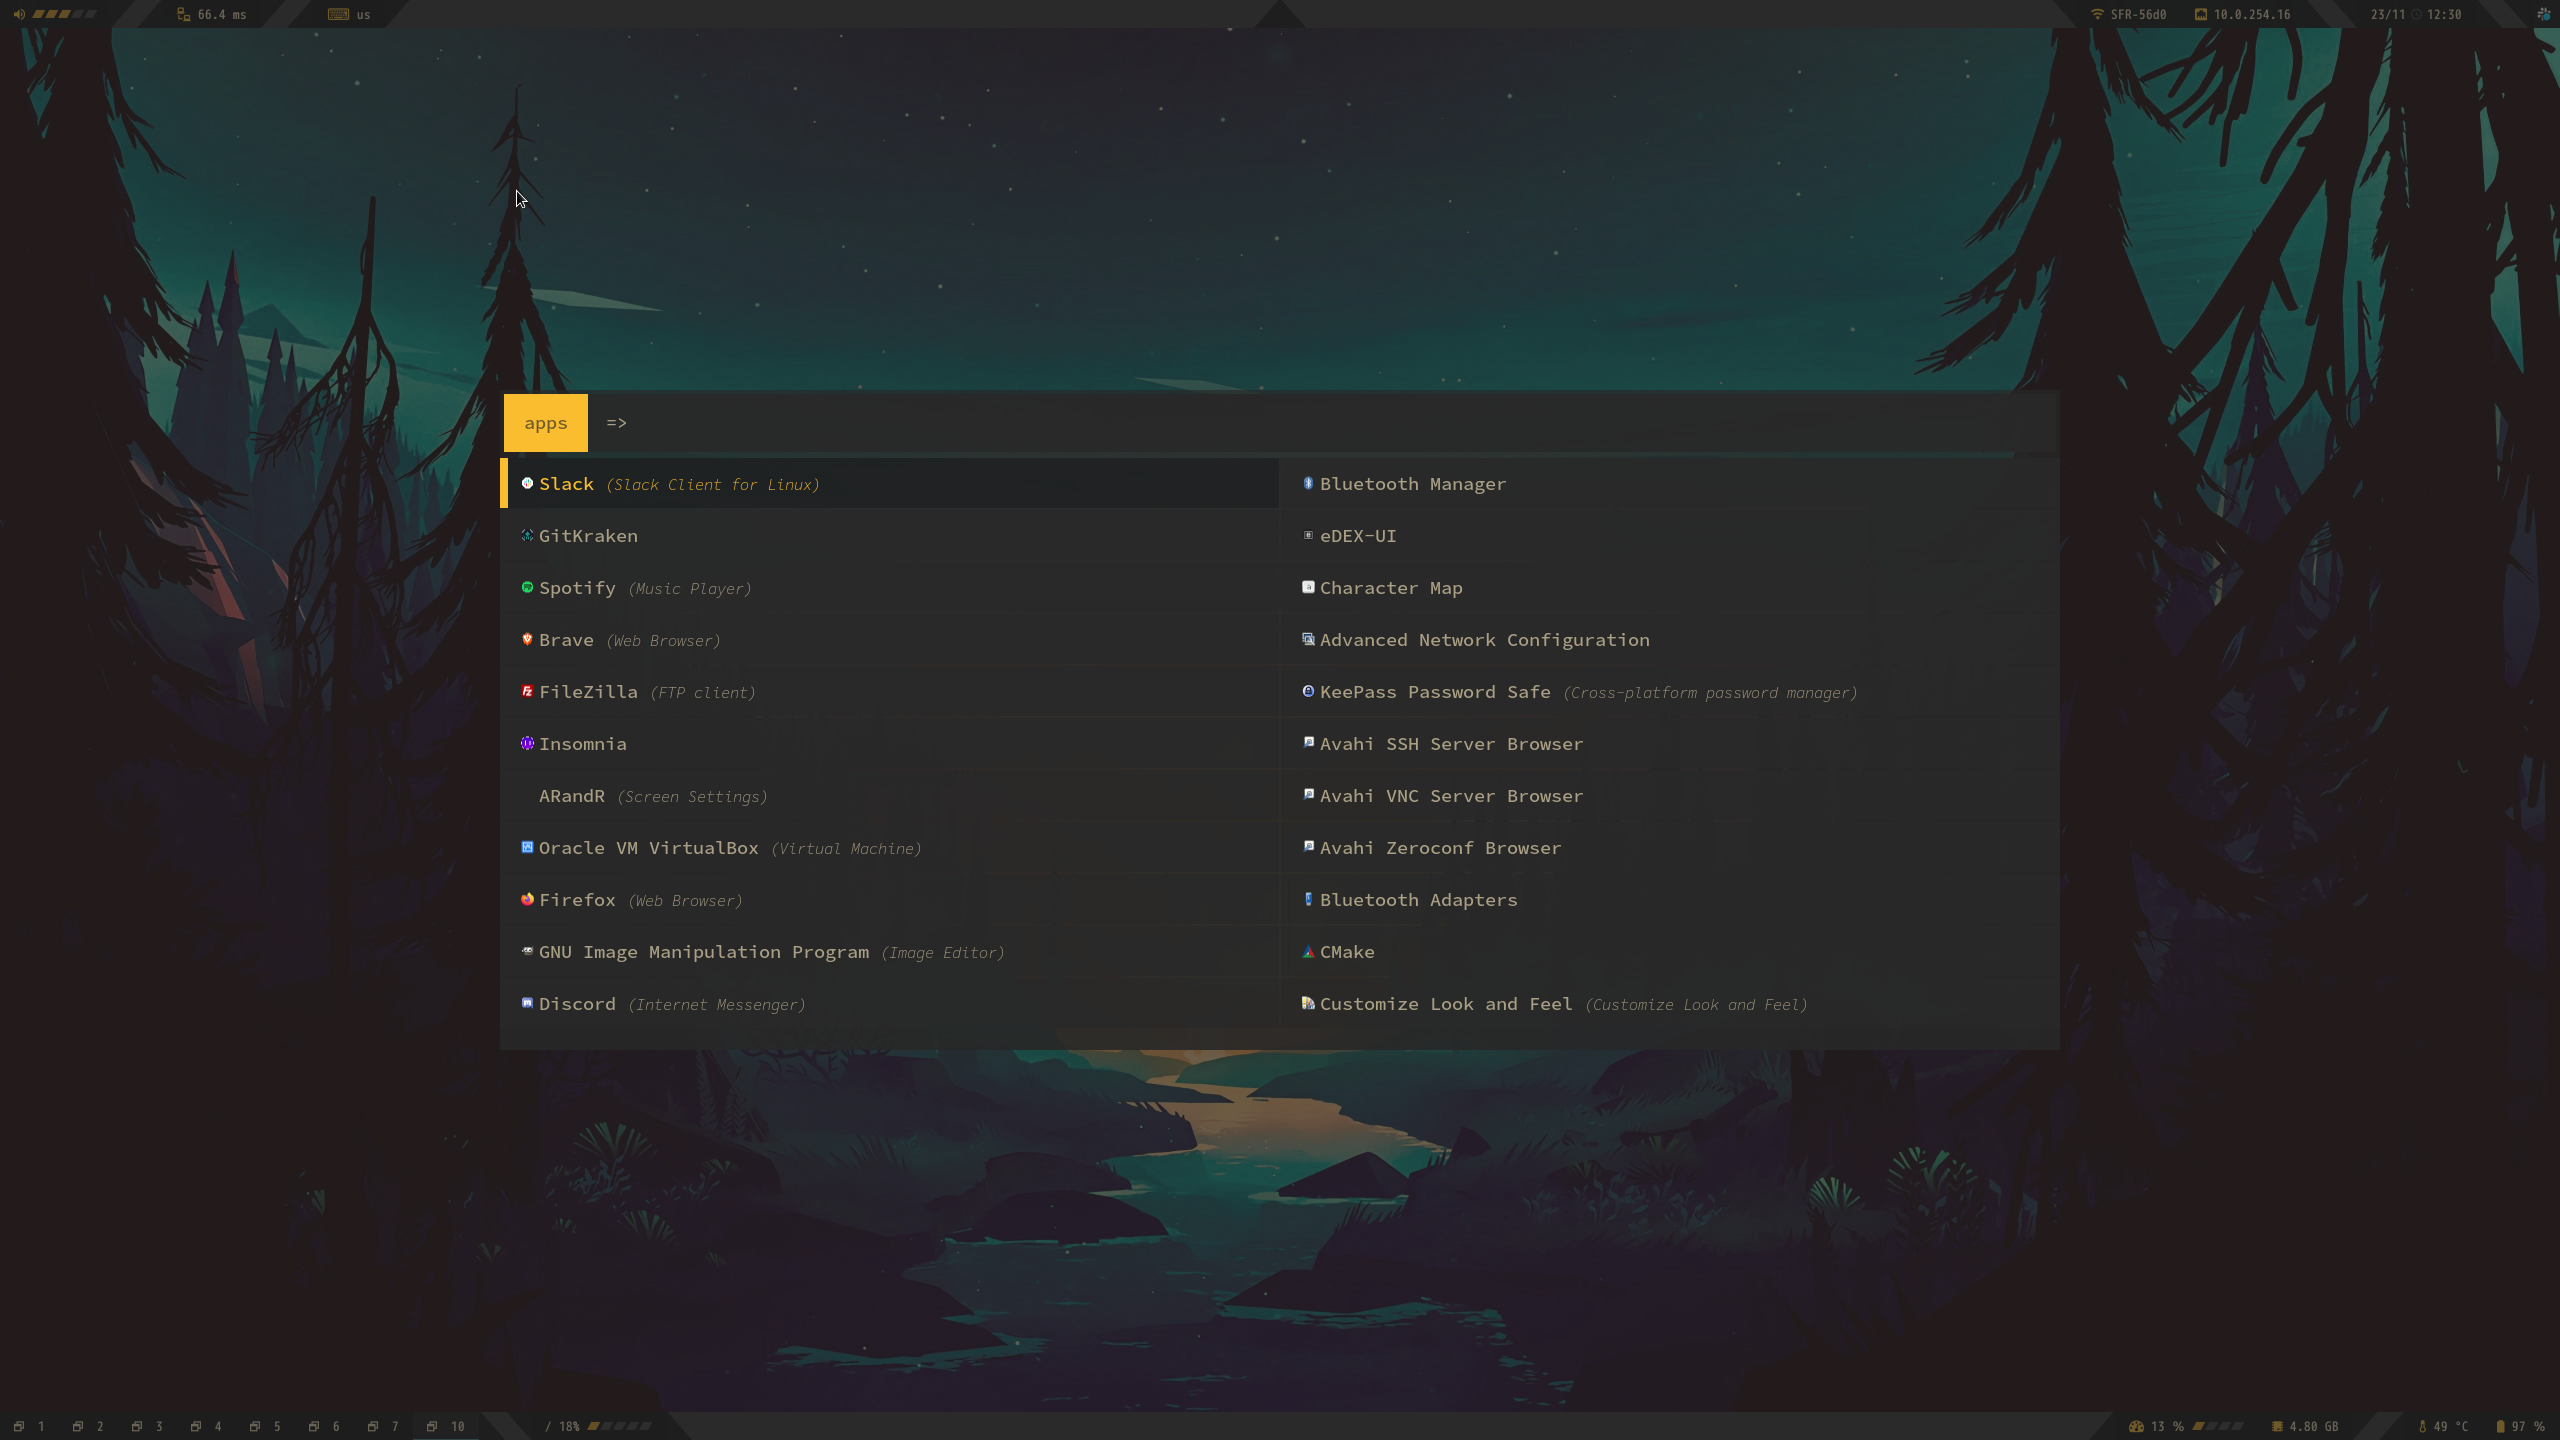 66.4 ms
us
SFR-56d0
10.0.254.16
23/11 12:30
apps =>
Slack (Slack Client for Linux)
GitKraken
Spotify (Music Player)
Brave (Web Browser)
FileZilla (FTP client)
Insomnia
ARandR (Screen Settings)
Oracle VM VirtualBox (Virtual Machine)
Firefox (Web Browser)
GNU Image Manipulation Program (Image Editor)
Discord (Internet Messenger)
Bluetooth Manager
eDEX-UI
Character Map
Advanced Network Configuration
KeePass Password Safe (Cross-platform password manager)
Avahi SSH Server Browser
Avahi VNC Server Browser
Avahi Zeroconf Browser
Bluetooth Adapters
CMake
Customize Look and Feel (Customize Look and Feel)
1 2 3 4 5 6 7 10
/ 18%
13 %
4.80 GB
49 °C
97 %